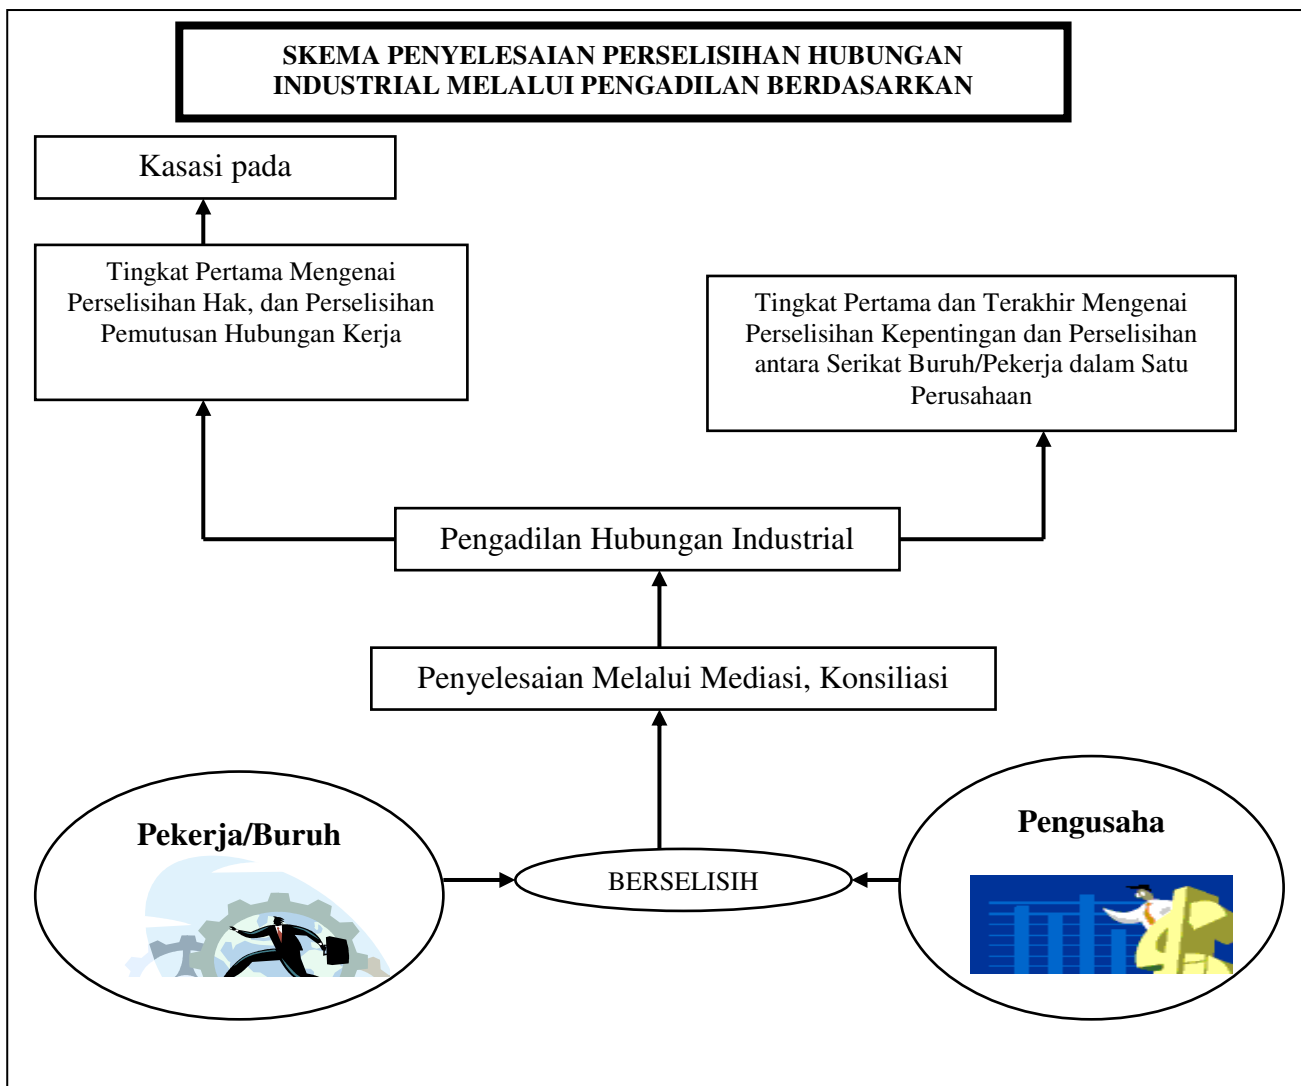 SKEMA PENYELESAIAN PERSELISIHAN HUBUNGAN
INDUSTRIAL MELALUI PENGADILAN BERDASARKAN
Kasasi pada
Tingkat Pertama Mengenai
Perselisihan Hak, dan Perselisihan
Pemutusan Hubungan Kerja
Tingkat Pertama dan Terakhir Mengenai
Perselisihan Kepentingan dan Perselisihan
antara Serikat Buruh/Pekerja dalam Satu
Perusahaan
Pengadilan Hubungan Industrial
Penyelesaian Melalui Mediasi, Konsiliasi
Pekerja/Buruh
BERSELISIH
Pengusaha